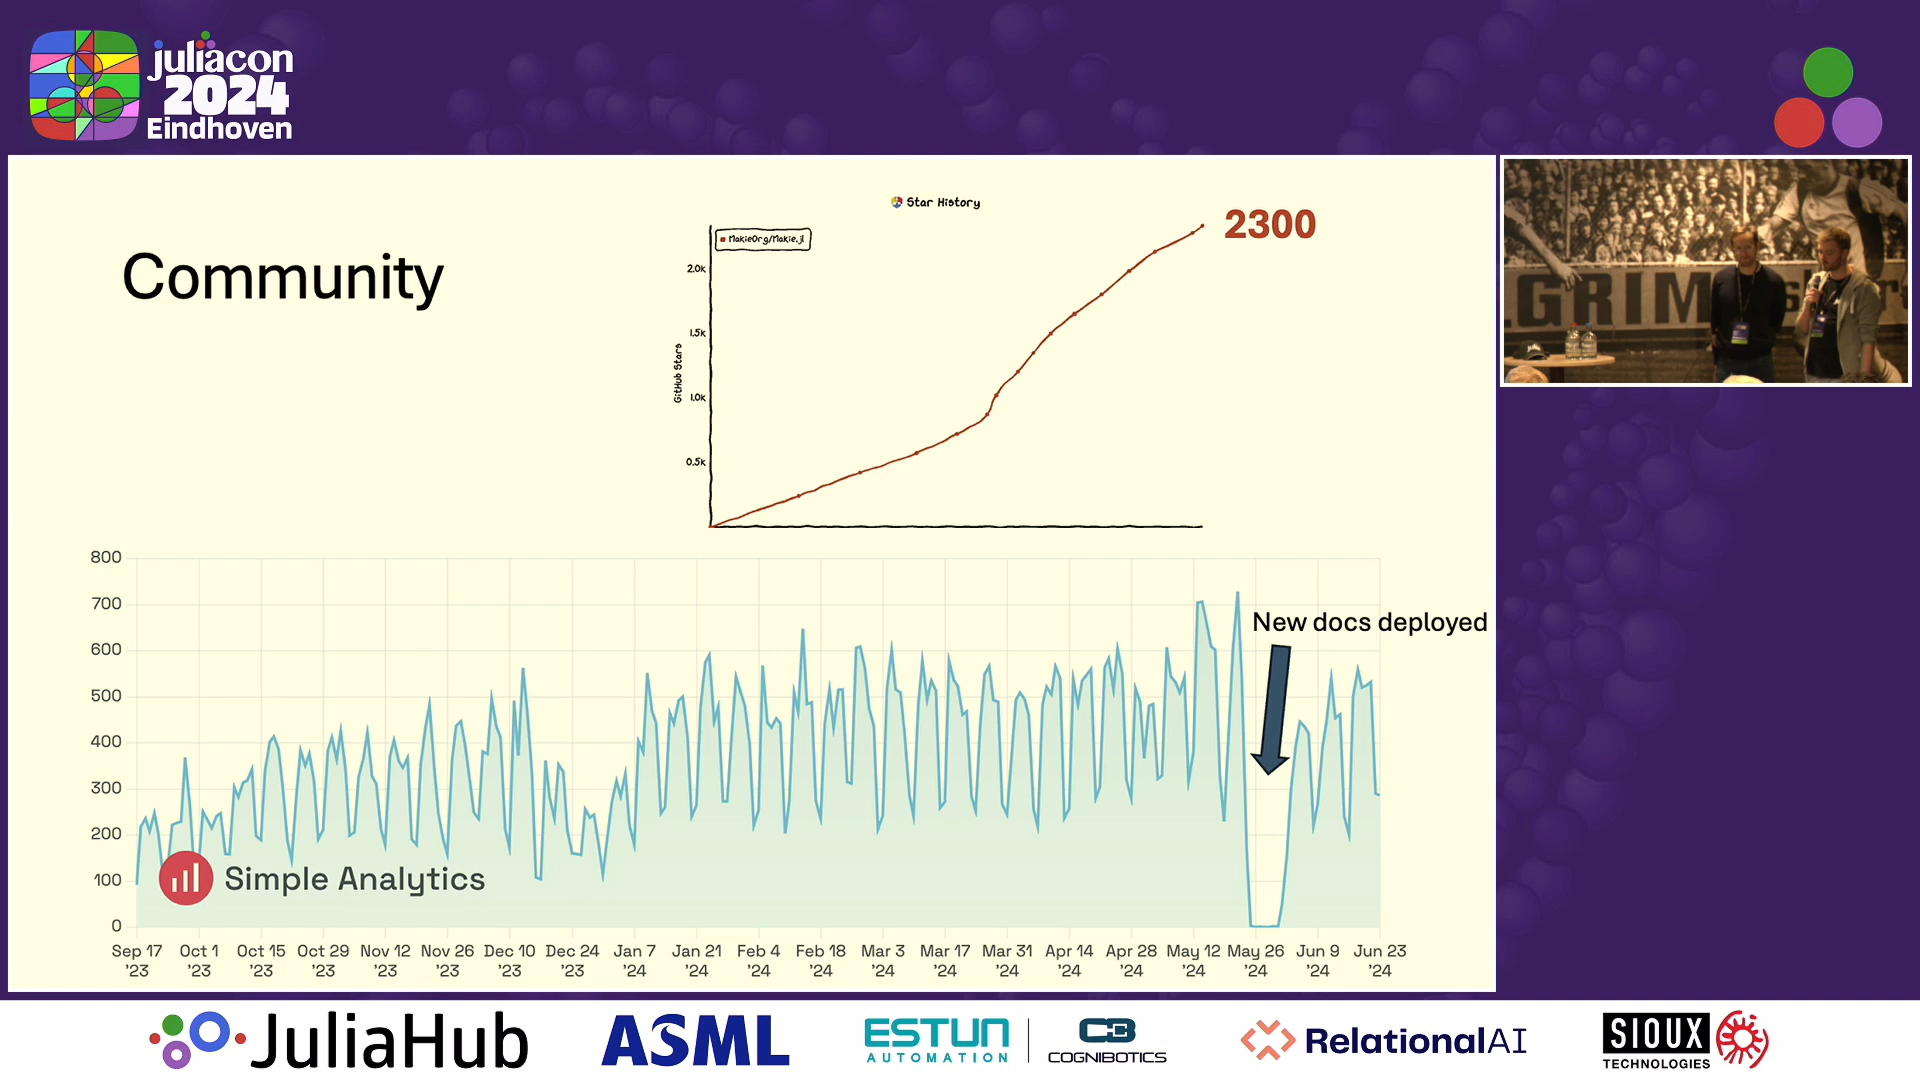 juliacon
2024
Eindhoven
Community
Star History
MakieOrg/Makie.jl
2300
GitHub Stars
2.0k
1.5k
1.0k
0.5k
GRIM
New docs deployed
800
700
600
500
400
300
200
100
0
Simple Analytics
Sep 17 Oct 1 Oct 15 Oct 29 Nov 12 Nov 26 Dec 10 Dec 24 Jan 7 Jan 21 Feb 4 Feb 18 Mar 3 Mar 17 Mar 31 Apr 14 Apr 28 May 12 May 26 Jun 9 Jun 23
'23 '23 '23 '23 '23 '23 '23 '23 '24 '24 '24 '24 '24 '24 '24 '24 '24 '24 '24 '24 '24
JuliaHub
ASML
ESTUN
AUTOMATION
COGNIBOTICS
RelationalAI
SIOUX
TECHNOLOGIES